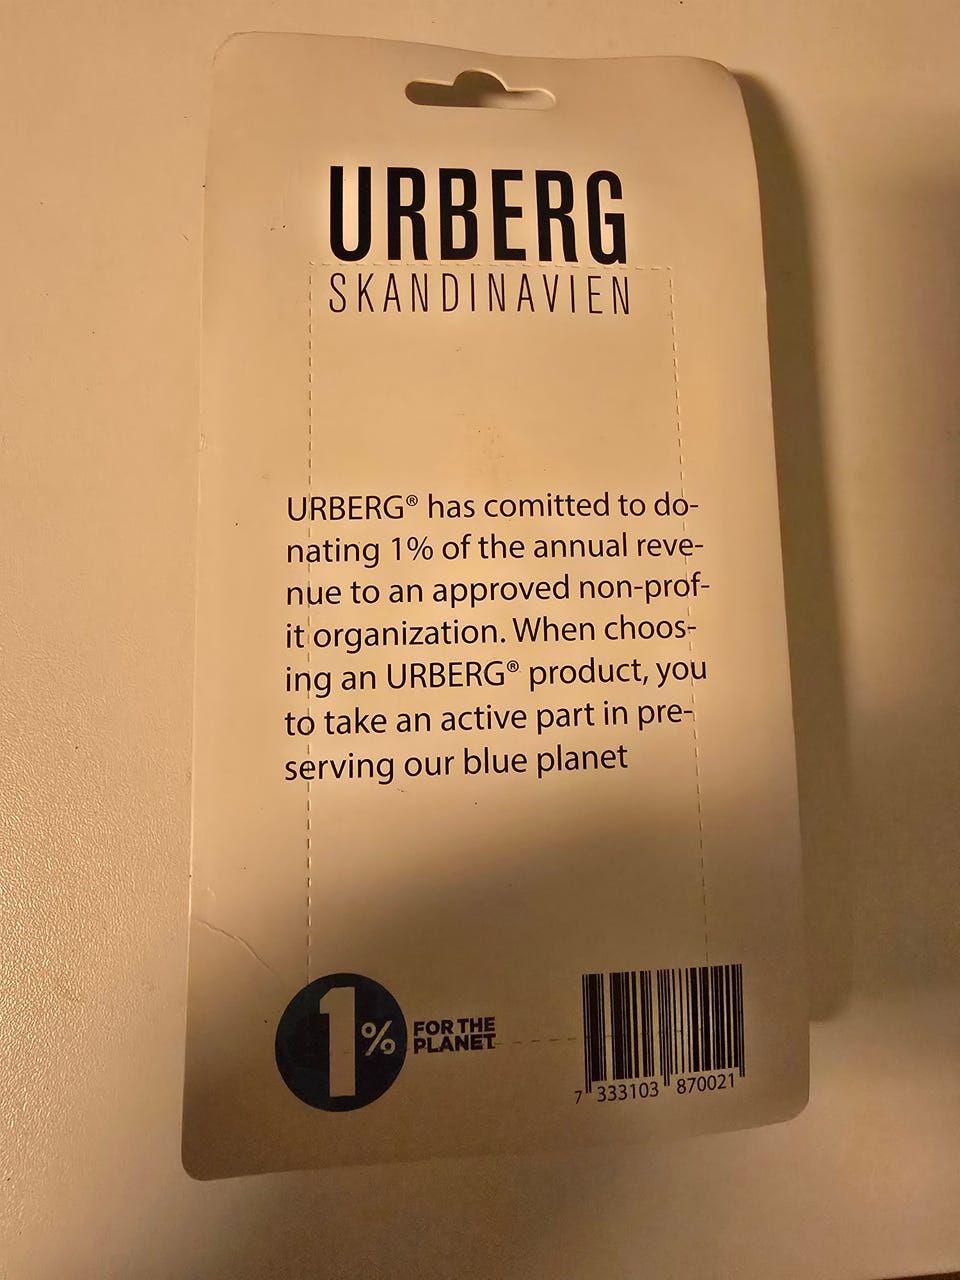 URBERG
SKANDINAVIEN
URBERG® has comitted to do-
nating 1% of the annual reve-
nue to an approved non-prof-
it organization. When choos-
ing an URBERG® product, you
to take an active part in pre-
serving our blue planet
1%
FOR THE
PLANET
7 333103 870021